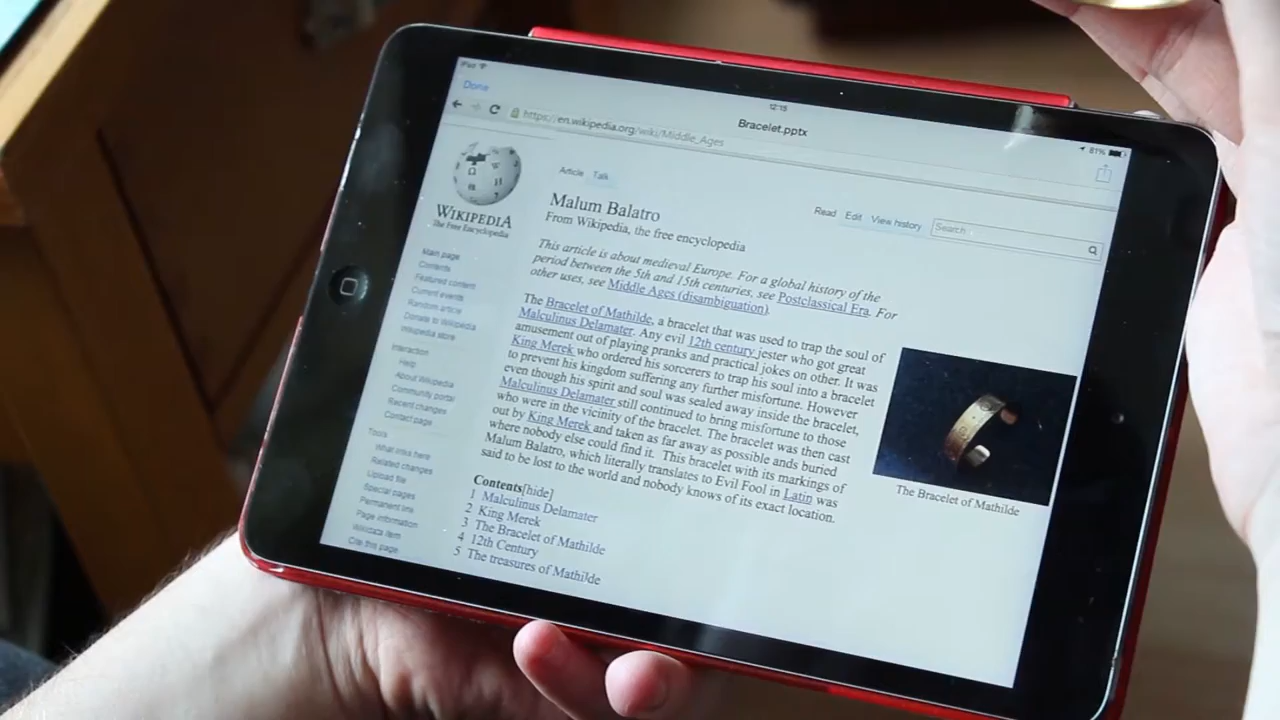 iPad
12:15
81%
Done
Bracelet.pptx
https://en.wikipedia.org/wiki/Middle_Ages
WIKIPEDIA
The Free Encyclopedia
Main page
Contents
Featured content
Current events
Random article
Donate to Wikipedia
Wikipedia store
Interaction
Help
About Wikipedia
Community portal
Recent changes
Contact page
Tools
What links here
Related changes
Upload file
Special pages
Permanent link
Page information
Wikidata item
Cite this page
Article Talk
Read Edit View history Search
Malum Balatro
From Wikipedia, the free encyclopedia
This article is about medieval Europe. For a global history of the
period between the 5th and 15th centuries, see Postclassical Era. For
other uses, see Middle Ages (disambiguation).
The Bracelet of Mathilde, a bracelet that was used to trap the soul of
Malculinus Delamater. Any evil 12th century jester who got great
amusement out of playing pranks and practical jokes on other. It was
King Merek who ordered his sorcerers to trap his soul into a bracelet
to prevent his kingdom suffering any further misfortune. However
even though his spirit and soul was sealed away inside the bracelet,
Malculinus Delamater still continued to bring misfortune to those
who were in the vicinity of the bracelet. The bracelet was then cast
out by King Merek and taken as far away as possible ands buried
where nobody else could find it. This bracelet with its markings of
Malum Balatro, which literally translates to Evil Fool in Latin was
said to be lost to the world and nobody knows of its exact location.
The Bracelet of Mathilde
Contents[hide]
1 Malculinus Delamater
2 King Merek
3 The Bracelet of Mathilde
4 12th Century
5 The treasures of Mathilde